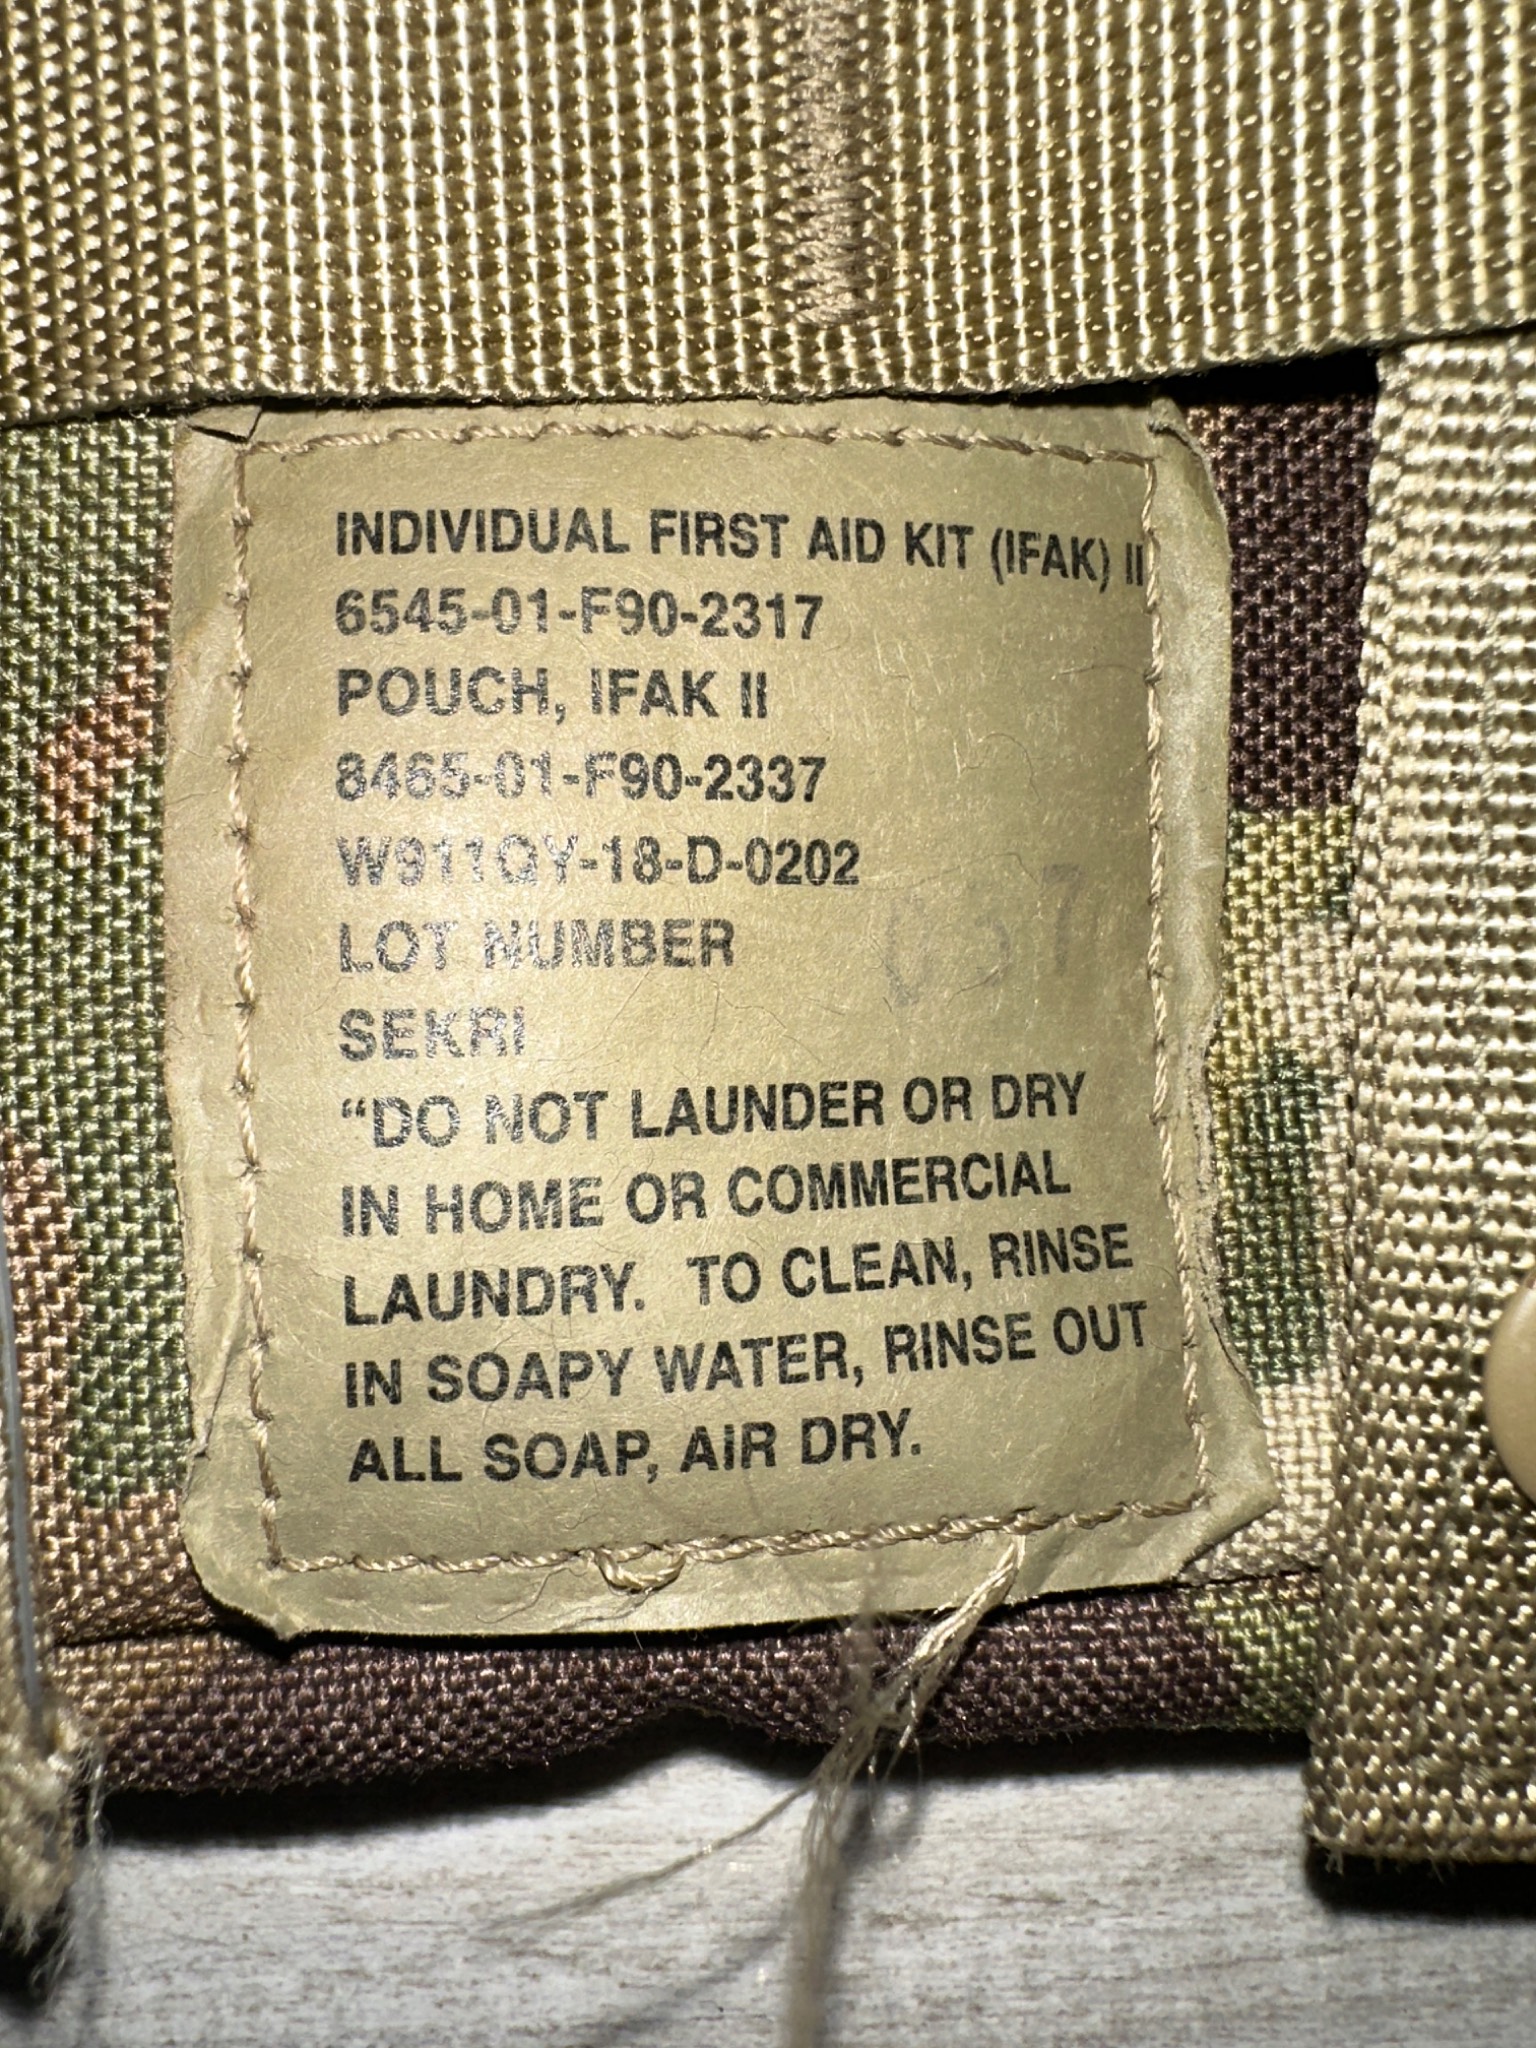 INDIVIDUAL FIRST AID KIT (IFAK) II
6545-01-F90-2317
POUCH, IFAK II
8465-01-F90-2337
W911QY-18-D-0202
LOT NUMBER
SEKRI
“DO NOT LAUNDER OR DRY
IN HOME OR COMMERCIAL
LAUNDRY. TO CLEAN, RINSE
IN SOAPY WATER, RINSE OUT
ALL SOAP, AIR DRY.